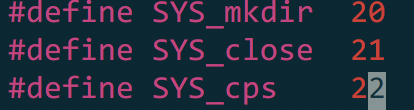 #define SYS_mkdir  20
#define SYS_close  21
#define SYS_cps    22